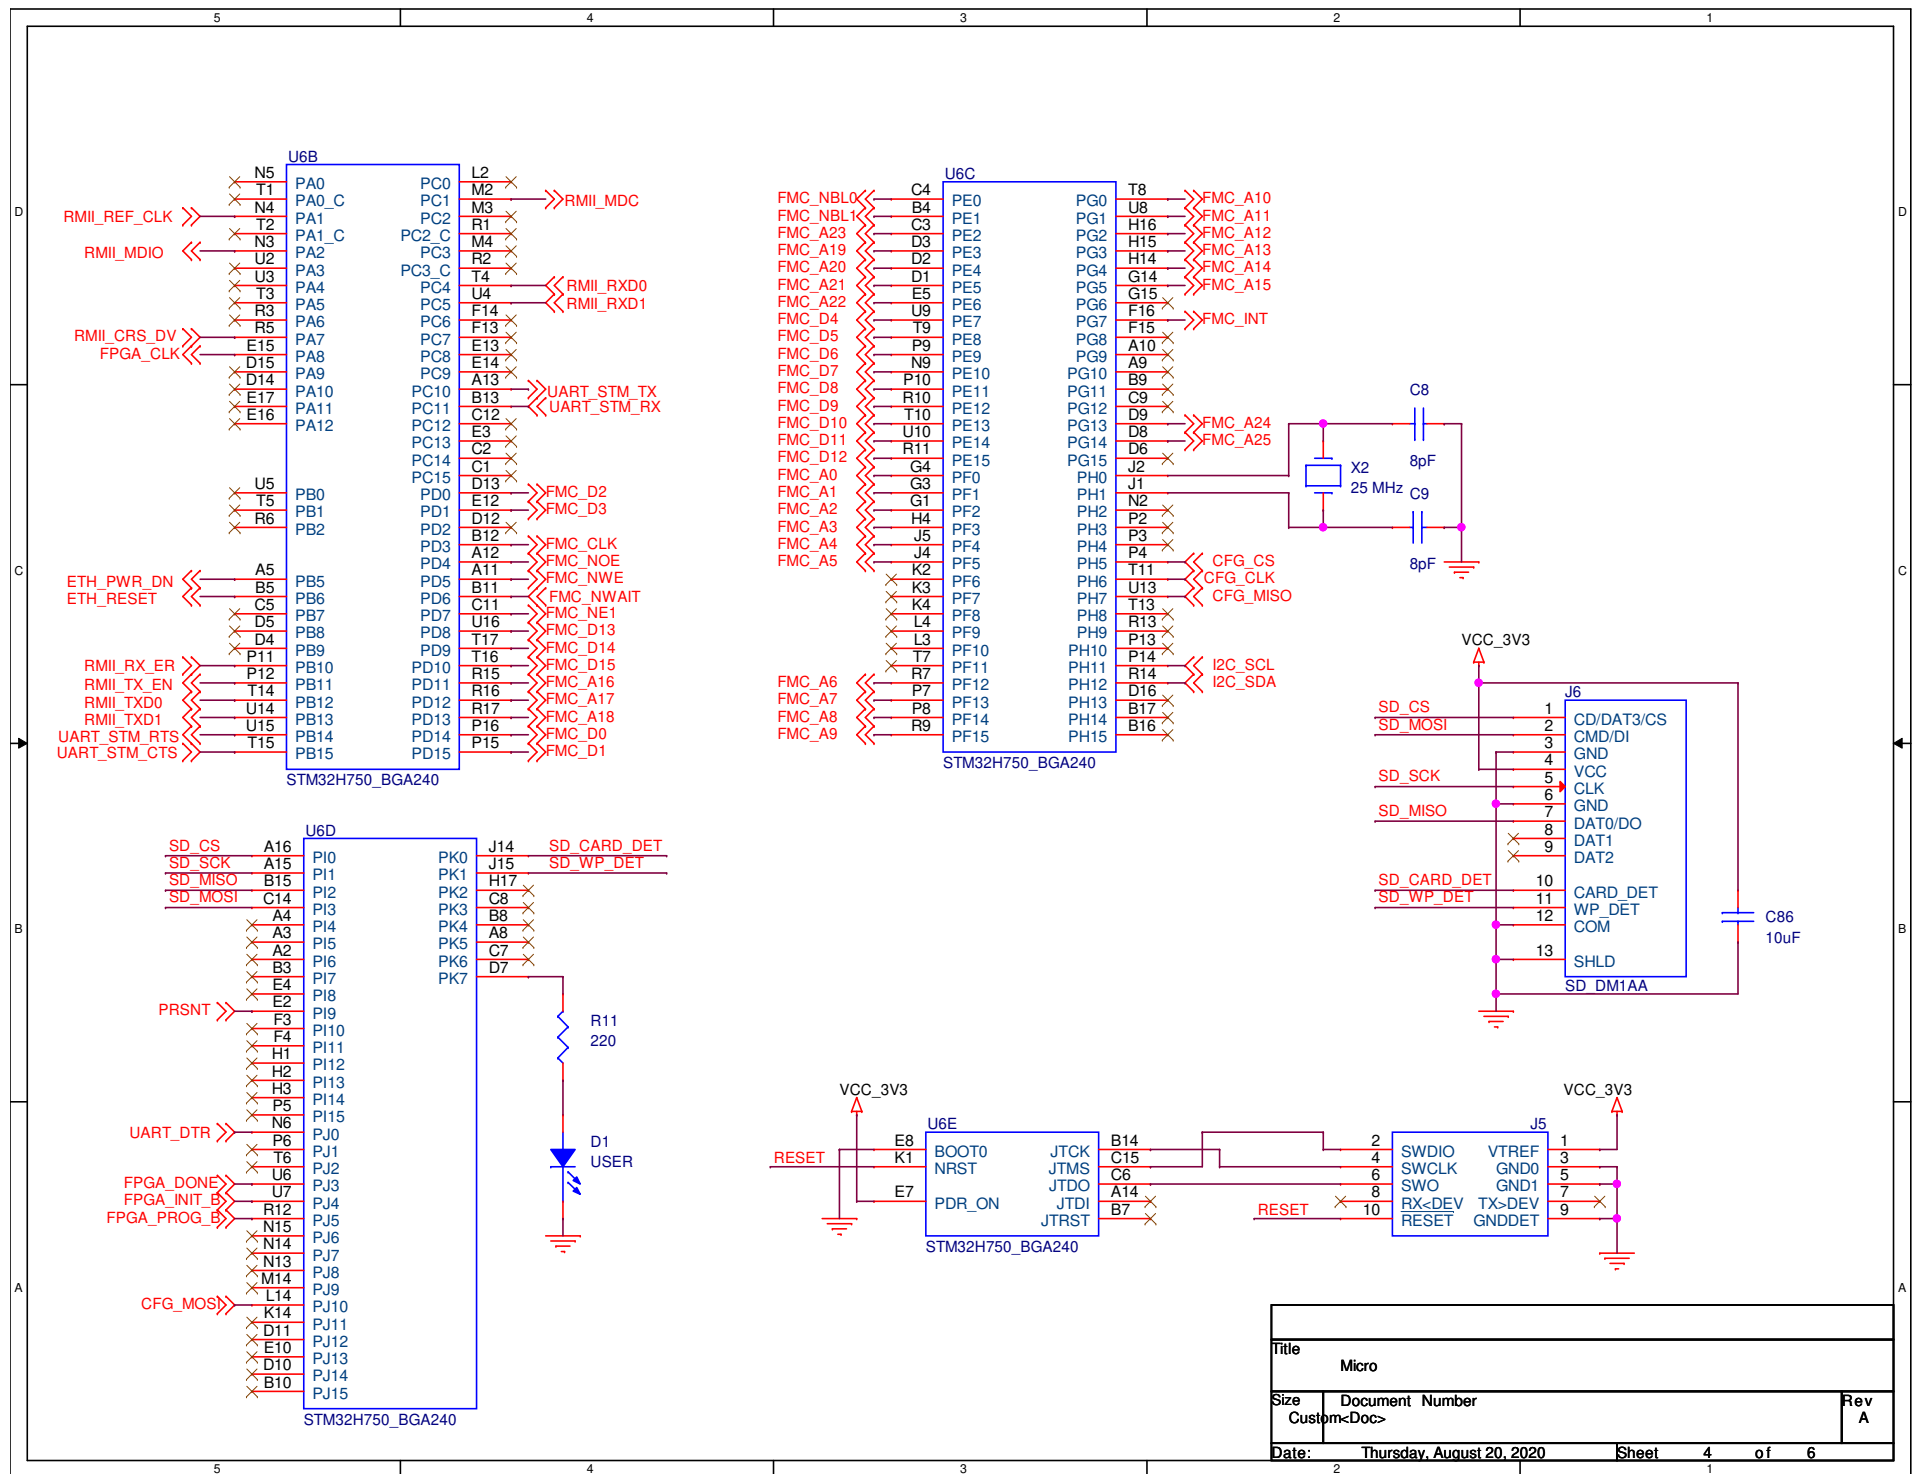 5 4 3 2 1
D
C
B
A
U6B
N5 PA0
T1 PA0_C
RMII_REF_CLK N4 PA1
T2 PA1_C
RMII_MDIO N3 PA2
U2 PA3
U3 PA4
T3 PA5
R3 PA6
RMII_CRS_DV R5 PA7
FPGA_CLK E15 PA8
D15 PA9
D14 PA10
E17 PA11
E16 PA12
U5 PB0
T5 PB1
R6 PB2
ETH_PWR_DN A5 PB5
ETH_RESET B5 PB6
C5 PB7
D5 PB8
D4 PB9
RMII_RX_ER P11 PB10
RMII_TX_EN P12 PB11
RMII_TXD0 T14 PB12
RMII_TXD1 U14 PB13
UART_STM_RTS U15 PB14
UART_STM_CTS T15 PB15
PC0 L2
PC1 M2 RMII_MDC
PC2 M3
PC2_C R1
PC3 M4
PC3_C R2
PC4 T4 RMII_RXD0
PC5 U4 RMII_RXD1
PC6 F14
PC7 F13
PC8 E13
PC9 E14
PC10 A13 UART_STM_TX
PC11 B13 UART_STM_RX
PC12 C12
PC13 E3
PC14 C2
PC15 C1
PD0 D13 FMC_D2
PD1 E12 FMC_D3
PD2 D12
PD3 B12 FMC_CLK
PD4 A12 FMC_NOE
PD5 A11 FMC_NWE
PD6 B11 FMC_NWAIT
PD7 C11 FMC_NE1
PD8 U16 FMC_D13
PD9 T17 FMC_D14
PD10 T16 FMC_D15
PD11 R15 FMC_A16
PD12 R16 FMC_A17
PD13 R17 FMC_A18
PD14 P16 FMC_D0
PD15 P15 FMC_D1
STM32H750_BGA240
U6C
FMC_NBL0 C4 PE0
FMC_NBL1 B4 PE1
FMC_A23 C3 PE2
FMC_A19 D3 PE3
FMC_A20 D2 PE4
FMC_A21 D1 PE5
FMC_A22 E5 PE6
FMC_D4 U9 PE7
FMC_D5 T9 PE8
FMC_D6 P9 PE9
FMC_D7 N9 PE10
FMC_D8 P10 PE11
FMC_D9 R10 PE12
FMC_D10 T10 PE13
FMC_D11 U10 PE14
FMC_D12 R11 PE15
FMC_A0 G4 PF0
FMC_A1 G3 PF1
FMC_A2 G1 PF2
FMC_A3 H4 PF3
FMC_A4 J5 PF4
FMC_A5 J4 PF5
K2 PF6
K3 PF7
K4 PF8
L4 PF9
L3 PF10
T7 PF11
FMC_A6 R7 PF12
FMC_A7 P7 PF13
FMC_A8 P8 PF14
FMC_A9 R9 PF15
PG0 T8 FMC_A10
PG1 U8 FMC_A11
PG2 H16 FMC_A12
PG3 H15 FMC_A13
PG4 H14 FMC_A14
PG5 G14 FMC_A15
PG6 G15
PG7 F16 FMC_INT
PG8 F15
PG9 A10
PG10 A9
PG11 B9
PG12 C9
PG13 D9 FMC_A24
PG14 D8 FMC_A25
PG15 D6
PH0 J2
PH1 J1
PH2 N2
PH3 P2
PH4 P3
PH5 P4 CFG_CS
PH6 T11 CFG_CLK
PH7 U13 CFG_MISO
PH8 T13
PH9 R13
PH10 P13
PH11 P14 I2C_SCL
PH12 R14 I2C_SDA
PH13 D16
PH14 B17
PH15 B16
STM32H750_BGA240
C8
8pF
X2
25 MHz
C9
8pF
VCC_3V3
J6
SD_CS 1 CD/DAT3/CS
SD_MOSI 2 CMD/DI
3 GND
4 VCC
SD_SCK 5 CLK
6 GND
SD_MISO 7 DAT0/DO
8 DAT1
9 DAT2
SD_CARD_DET 10 CARD_DET
SD_WP_DET 11 WP_DET
12 COM
13 SHLD
SD_DM1AA
C86
10uF
U6D
SD_CS A16 PI0
SD_SCK A15 PI1
SD_MISO B15 PI2
SD_MOSI C14 PI3
A4 PI4
A3 PI5
A2 PI6
B3 PI7
E4 PI8
PRSNT E2 PI9
F3 PI10
F4 PI11
H1 PI12
H2 PI13
H3 PI14
P5 PI15
UART_DTR N6 PJ0
P6 PJ1
T6 PJ2
FPGA_DONE U6 PJ3
FPGA_INIT_B U7 PJ4
FPGA_PROG_B R12 PJ5
N15 PJ6
N14 PJ7
N13 PJ8
M14 PJ9
CFG_MOSI L14 PJ10
K14 PJ11
D11 PJ12
E10 PJ13
D10 PJ14
B10 PJ15
PK0 J14 SD_CARD_DET
PK1 J15 SD_WP_DET
PK2 H17
PK3 C8
PK4 B8
PK5 A8
PK6 C7
PK7 D7
STM32H750_BGA240
R11
220
D1
USER
VCC_3V3
U6E
E8 BOOT0
RESET K1 NRST
E7 PDR_ON
JTCK B14
JTMS C15
JTDO C6
JTDI A14
JTRST B7
STM32H750_BGA240
VCC_3V3
J5
2 SWDIO VTREF 1
4 SWCLK GND0 3
6 SWO GND1 5
8 RX<DEV TX>DEV 7
RESET 10 RESET GNDDET 9
Title
Micro
Size Document Number Rev
Custom <Doc> A
Date: Thursday, August 20, 2020 Sheet 4 of 6
D
C
B
A
5 4 3 2 1